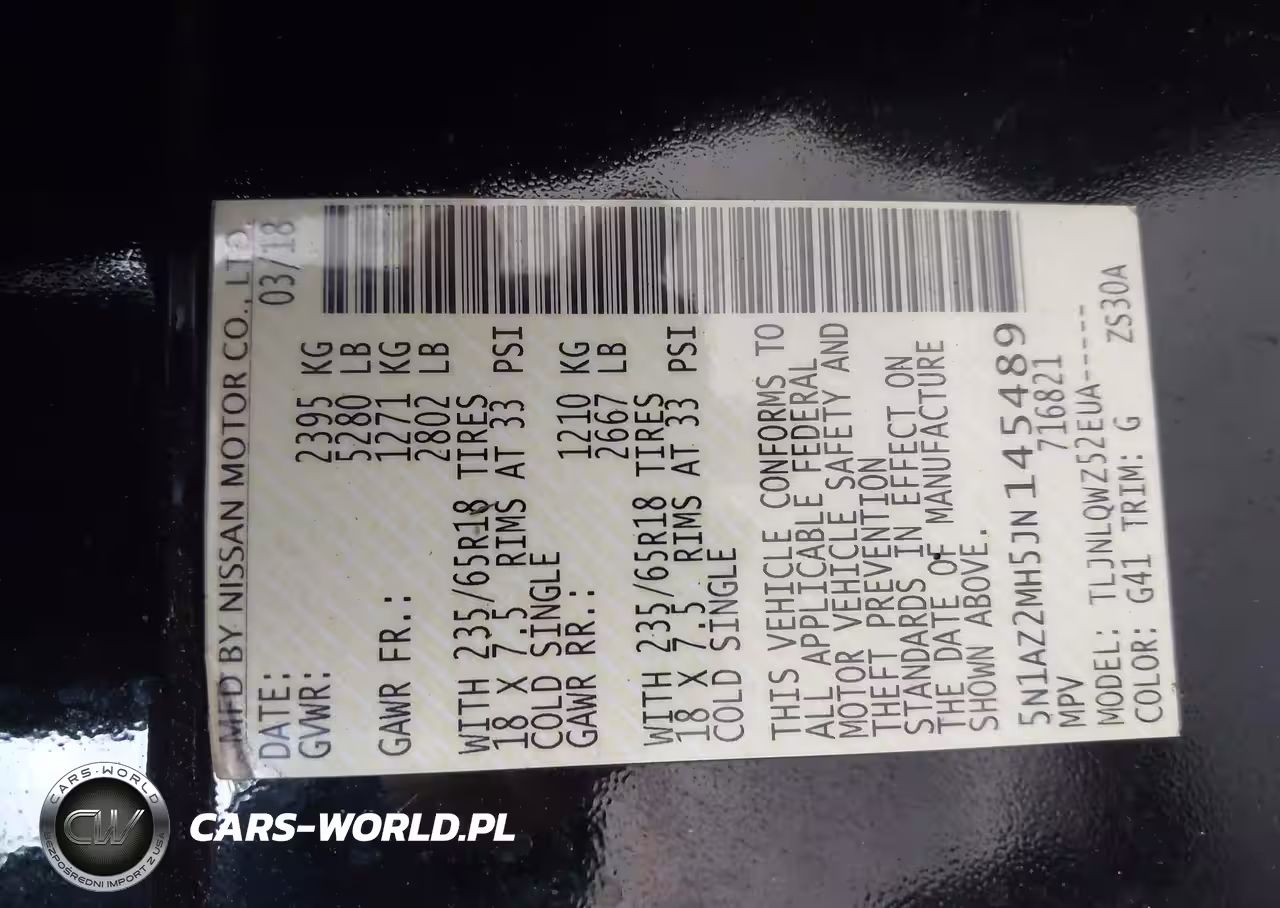 MFD BY NISSAN MOTOR CO., LTD.
DATE: 03/18
GVWR: 2395 KG
5280 LB
GAWR FR.: 1271 KG
2802 LB
WITH 235/65R18 TIRES
18 X 7.5 RIMS AT 33 PSI
COLD SINGLE
GAWR RR.: 1210 KG
2667 LB
WITH 235/65R18 TIRES
18 X 7.5 RIMS AT 33 PSI
COLD SINGLE
THIS VEHICLE CONFORMS TO
ALL APPLICABLE FEDERAL
MOTOR VEHICLE SAFETY AND
THEFT PREVENTION
STANDARDS IN EFFECT ON
THE DATE OF MANUFACTURE
SHOWN ABOVE.
5N1AZ2MH5JN145489
MPV 716821
MODEL: TLJNLQWZ52EUA-----
COLOR: G41 TRIM: G ZS30A
CARS-WORLD
CW
BEZPOŚREDNI IMPORT Z USA
CARS-WORLD.PL